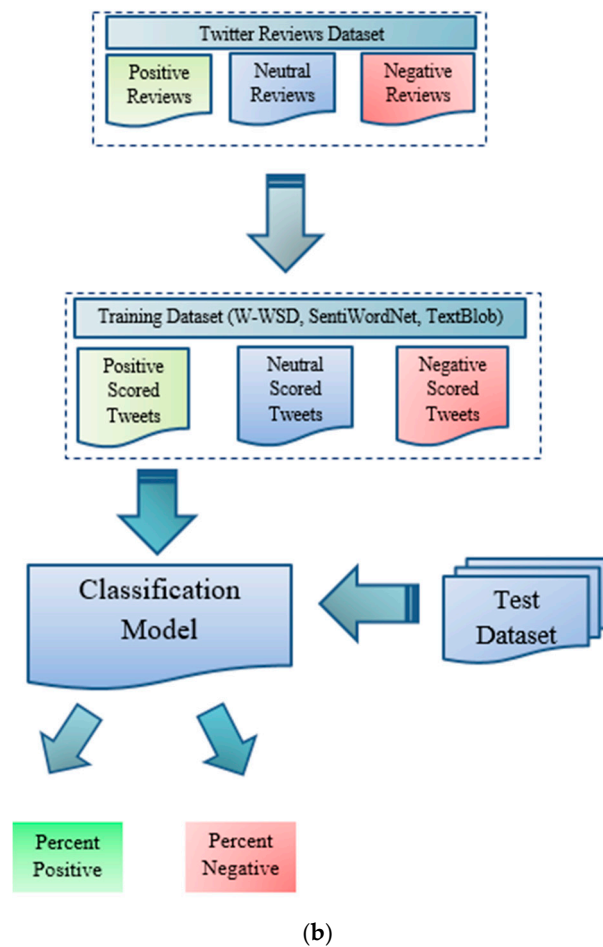 Twitter Reviews Dataset
Positive
Reviews
Neutral
Reviews
Negative
Reviews
Training Dataset (W-WSD, SentiWordNet, TextBlob)
Positive
Scored
Tweets
Neutral
Scored
Tweets
Negative
Scored
Tweets
Classification
Model
Test
Dataset
Percent
Positive
Percent
Negative
(b)